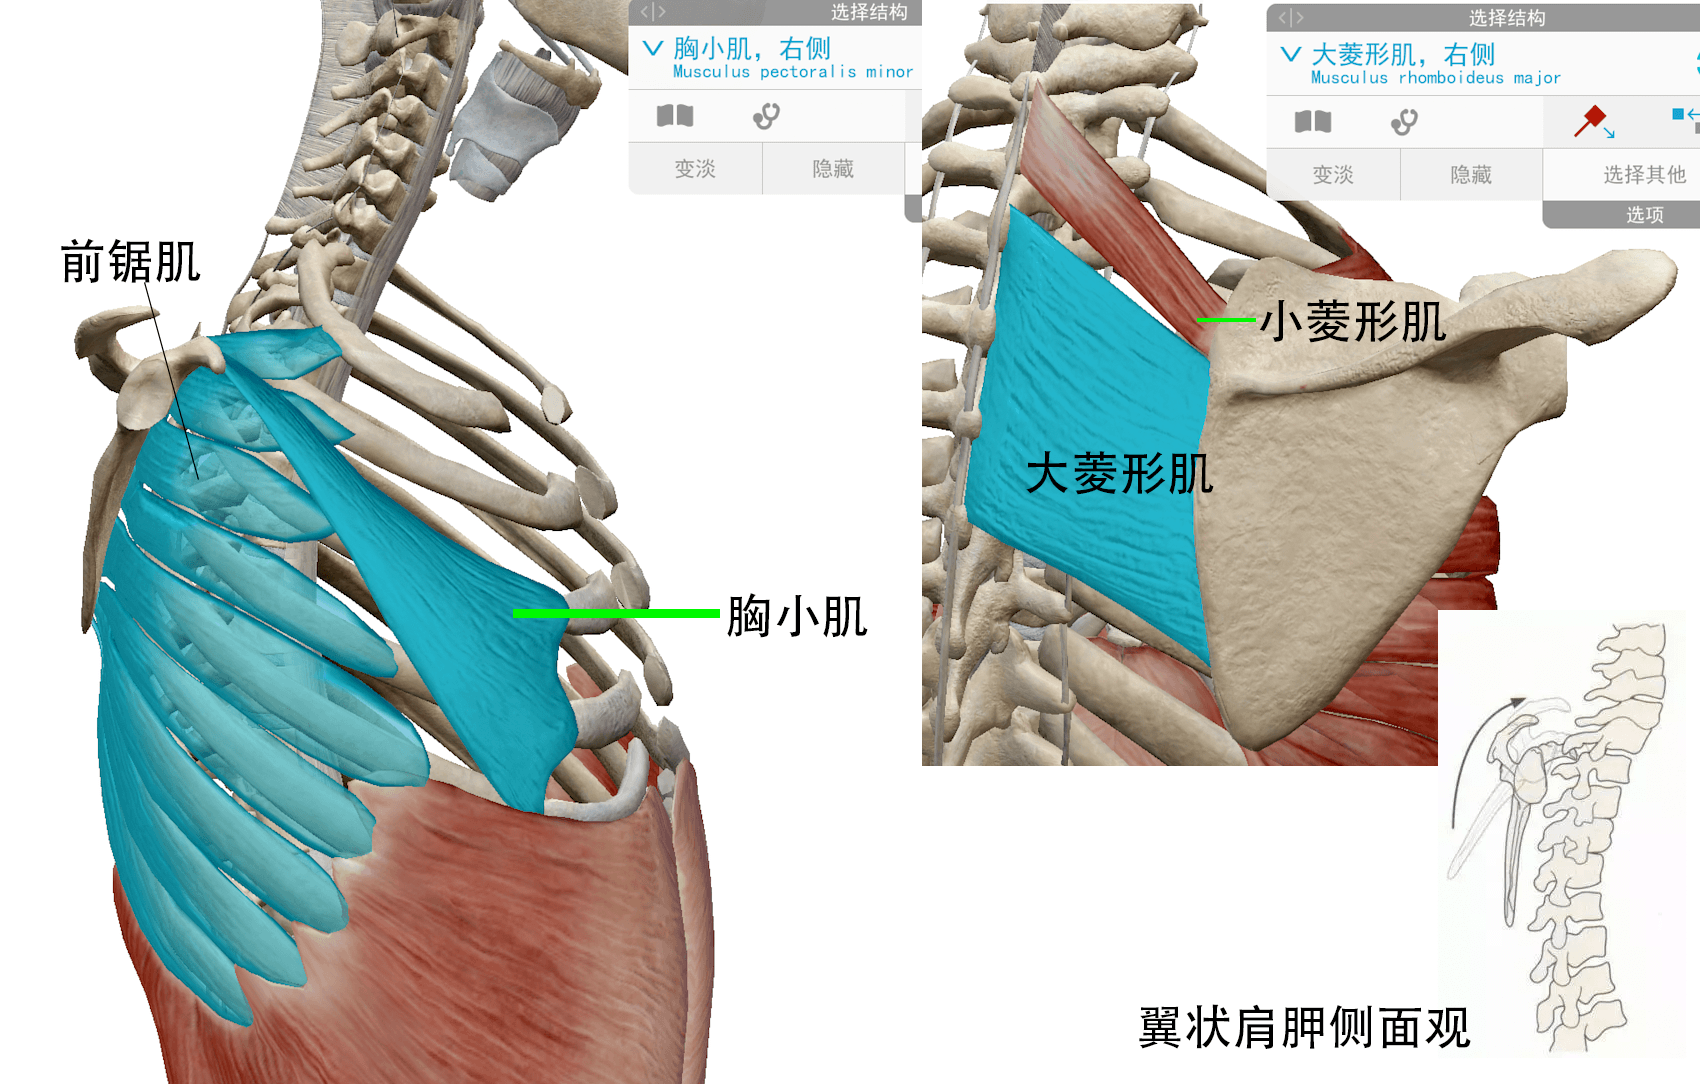 选择结构
胸小肌，右侧
Musculus pectoralis minor
变淡
隐藏
前锯肌
胸小肌
选择结构
大菱形肌，右侧
Musculus rhomboideus major
变淡
隐藏
选择其他
选项
小菱形肌
大菱形肌
翼状肩胛侧面观